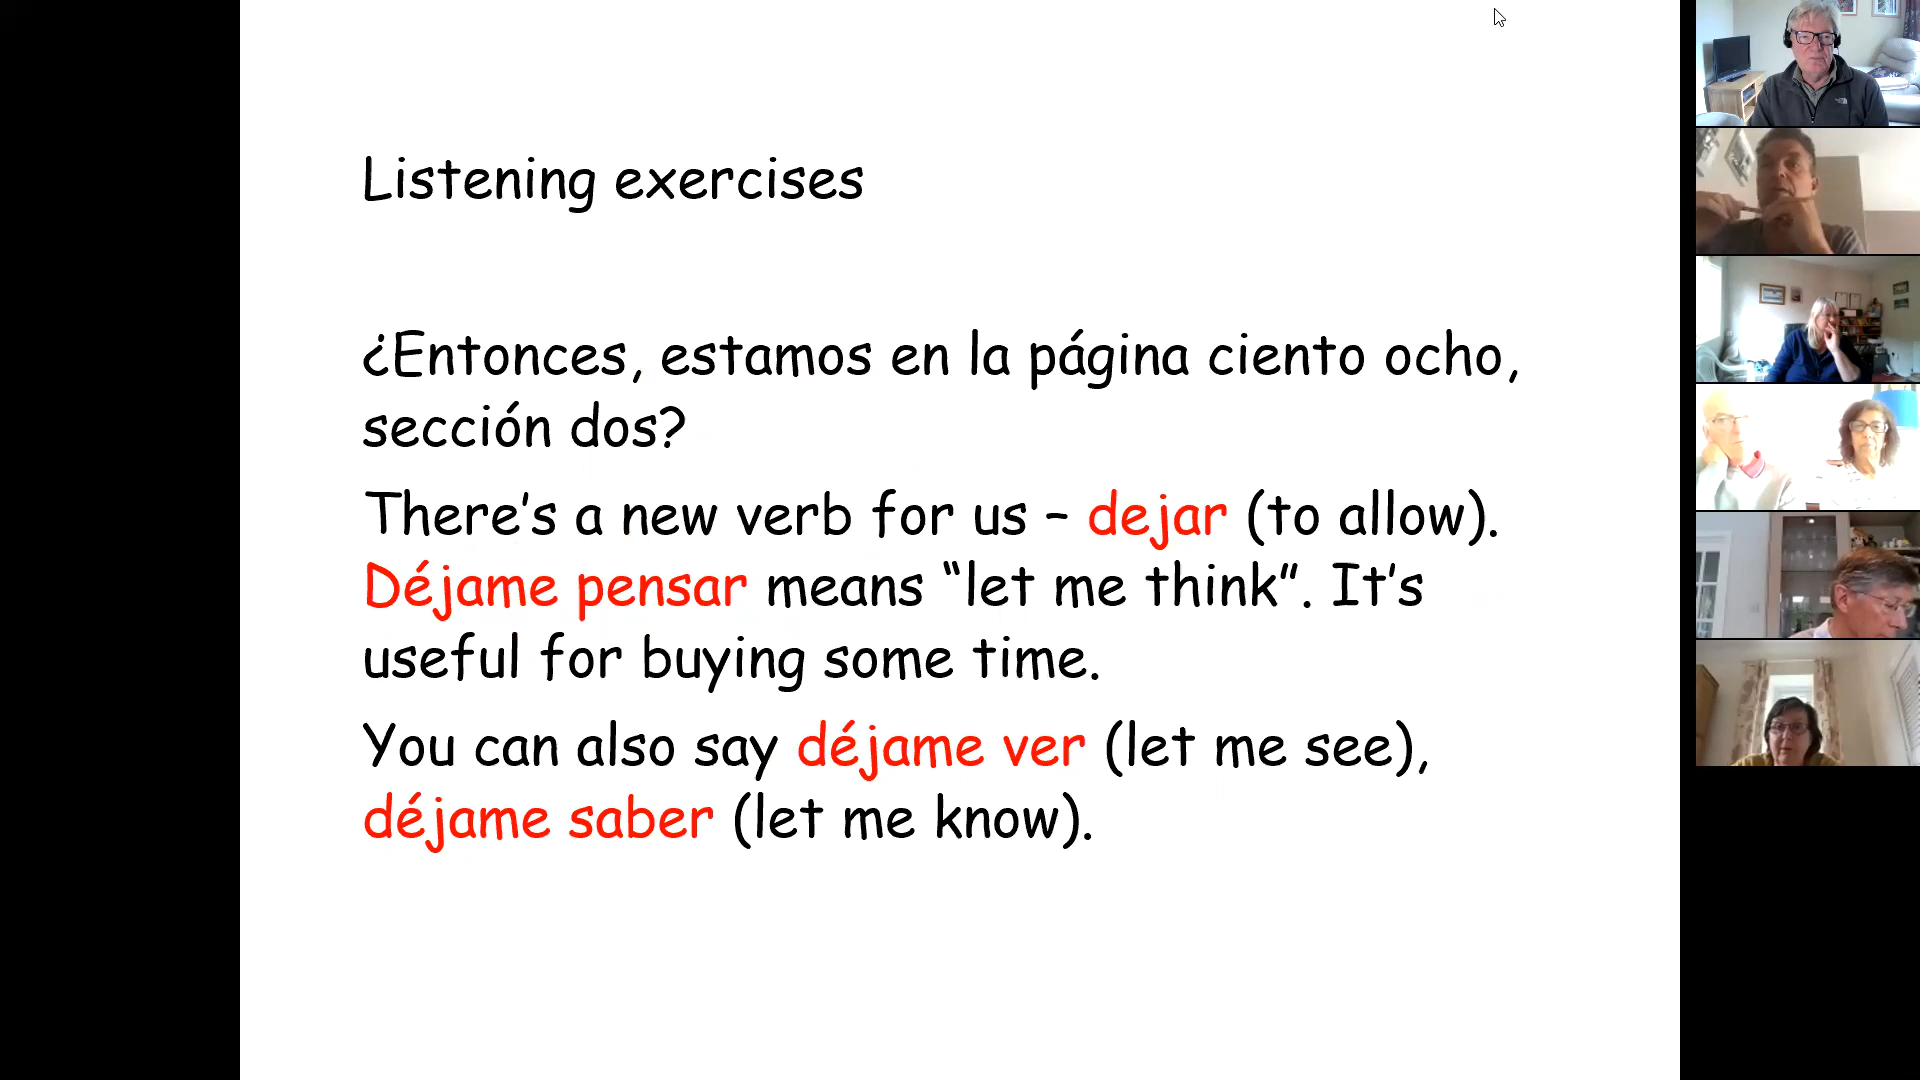 Listening exercises
¿Entonces, estamos en la página ciento ocho,
sección dos?
There's a new verb for us – dejar (to allow).
Déjame pensar means “let me think”. It's
useful for buying some time.
You can also say déjame ver (let me see),
déjame saber (let me know).